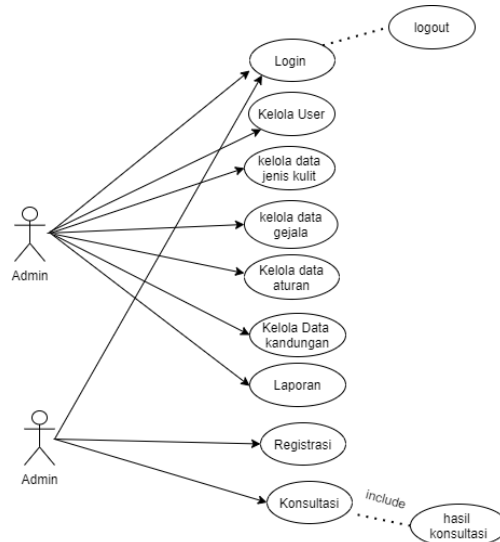 logout
Login
Kelola User
kelola data
jenis kulit
kelola data
gejala
Admin
Kelola data
aturan
Kelola Data
kandungan
Laporan
Registrasi
Admin
Konsultasi
include
hasil
konsultasi